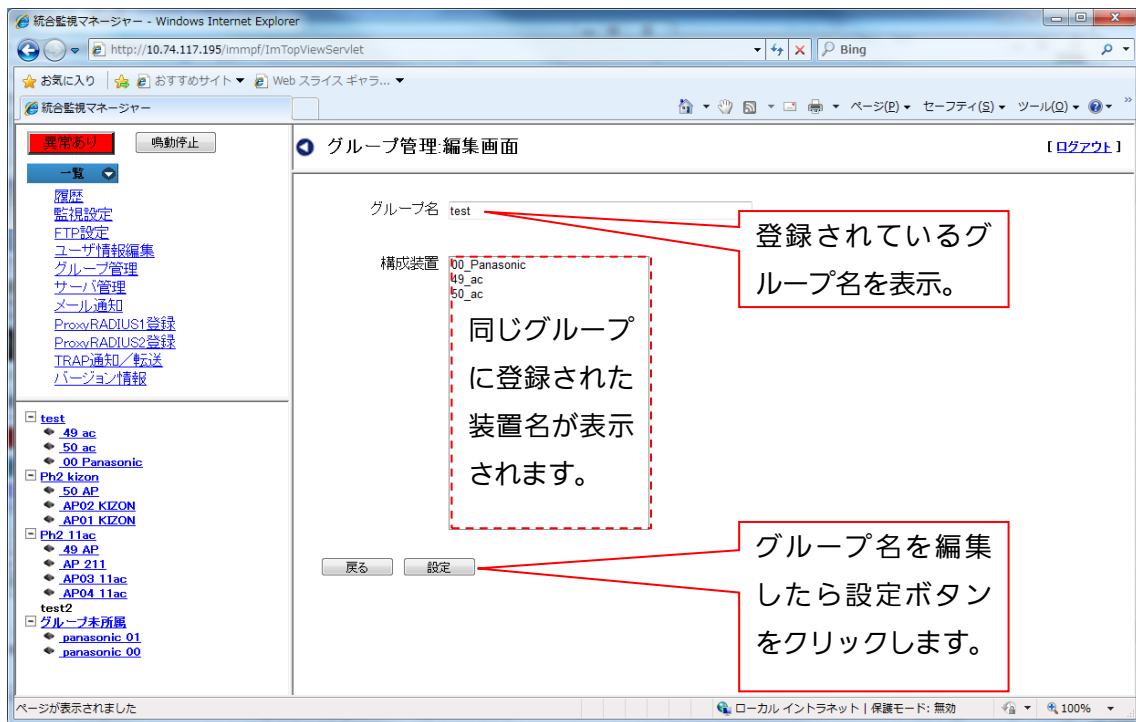 統合監視マネージャー - Windows Internet Explorer
http://10.74.117.195/immpf/ImTopViewServlet
Bing
お気に入り
おすすめサイト
Web スライス ギャラ...
統合監視マネージャー
ページ(P)
セーフティ(S)
ツール(O)
»
異常あり
鳴動停止
一覧
履歴
監視設定
FTP設定
ユーザ情報編集
グループ管理
サーバ管理
メール通知
ProxyRADIUS1登録
ProxyRADIUS2登録
TRAP通知/転送
バージョン情報
test
49 ac
50 ac
00 Panasonic
Ph2 kizon
50 AP
AP02 KIZON
AP01 KIZON
Ph2 11ac
49 AP
AP 211
AP03 11ac
AP04 11ac
test2
グループ未所属
panasonic 01
panasonic 00
グループ管理:編集画面
[ ログアウト ]
グループ名
test
登録されているグ
ループ名を表示。
構成装置
00_Panasonic
49_ac
50_ac
同じグループ
に登録された
装置名が表示
されます。
戻る
設定
グループ名を編集
したら設定ボタン
をクリックします。
ページが表示されました
ローカル イントラネット | 保護モード: 無効
100%